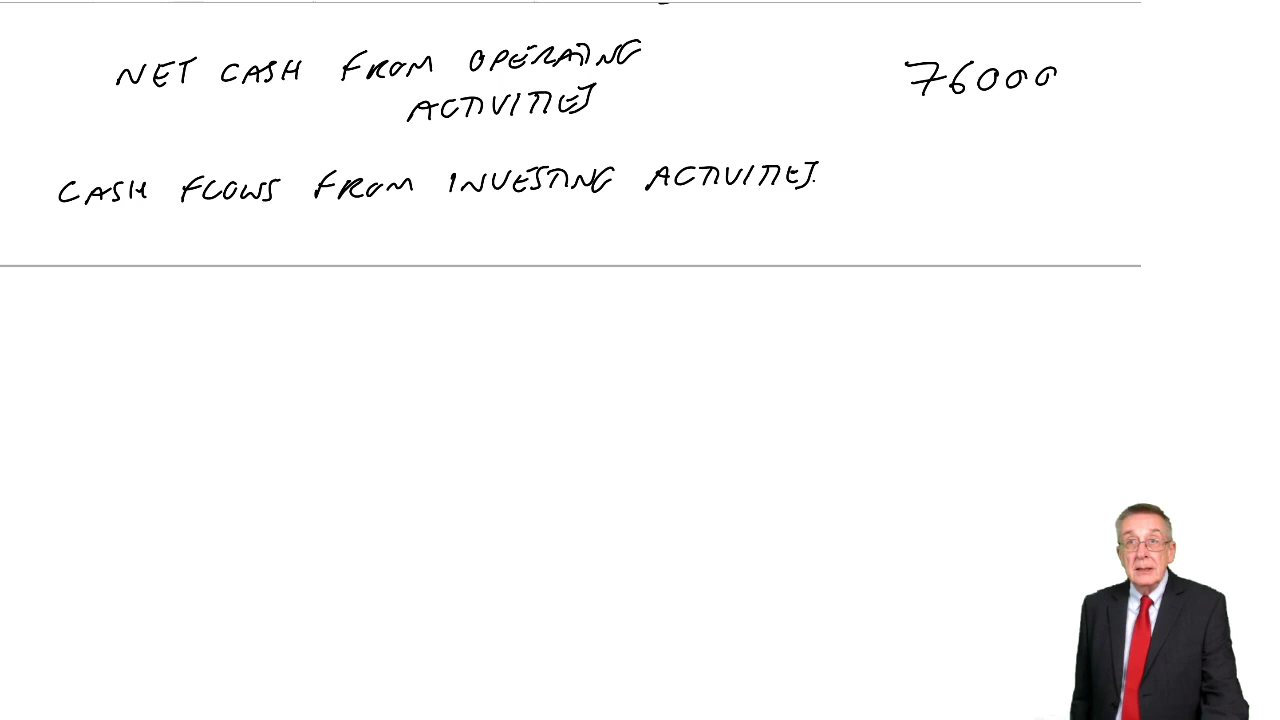 NET CASH FROM OPERATING 76000
ACTIVITIES
CASH FLOWS FROM INVESTING ACTIVITIES.